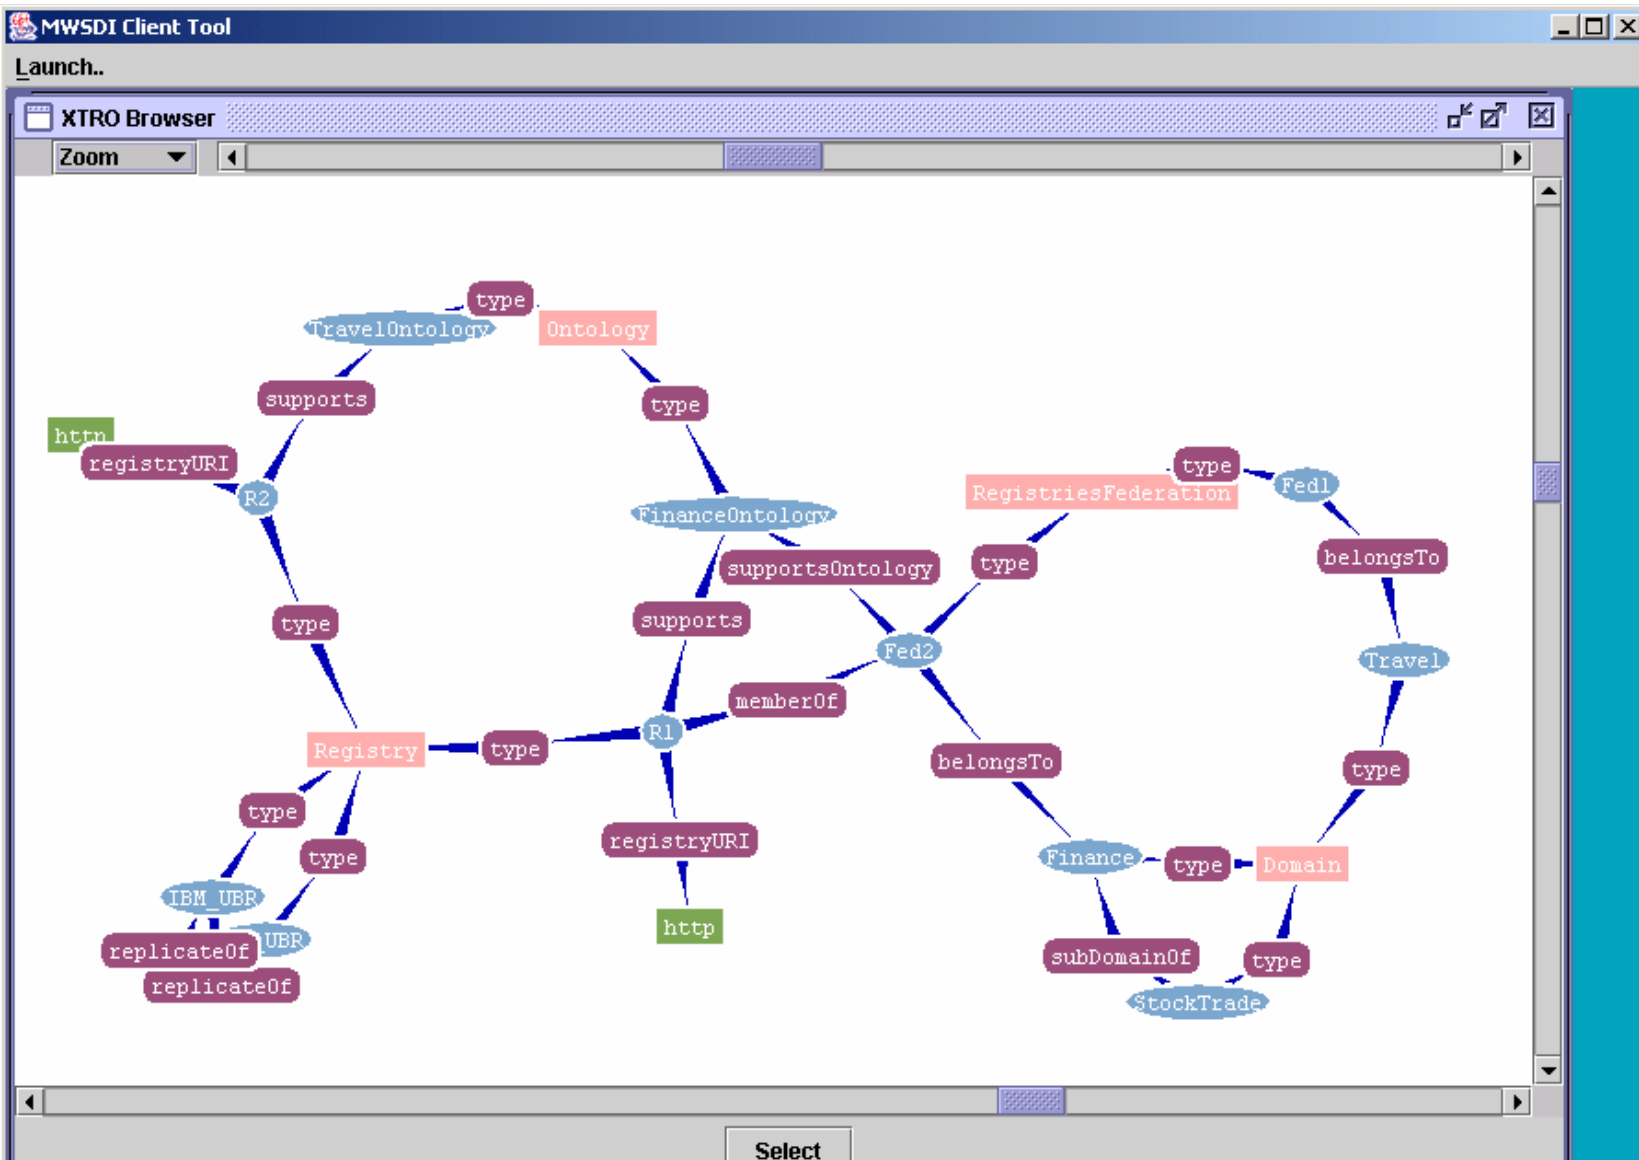 MWSDI Client Tool
Launch..
XTRO Browser
Zoom
type
TravelOntology
Ontology
supports
type
http
registryURI
type
RegistriesFederation
Fed1
R2
FinanceOntology
belongsTo
supportsOntology
type
type
supports
Fed2
Travel
memberOf
R1
Registry
type
belongsTo
type
type
registryURI
type
Finance
type
Domain
IBM_UBR
http
UBR
replicateOf
subDomainOf
type
replicateOf
StockTrade
Select